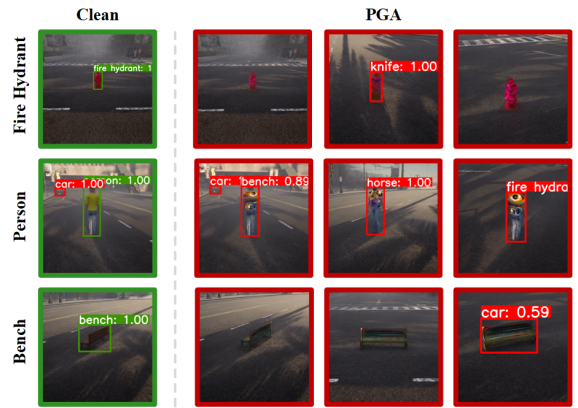 Clean PGA
Fire Hydrant
fire hydrant: 1
knife: 1.00
Person
car: 1.00 on: 1.00
car: bench: 0.89
horse: 1.00
fire hydra
Bench
bench: 1.00
car: 0.59